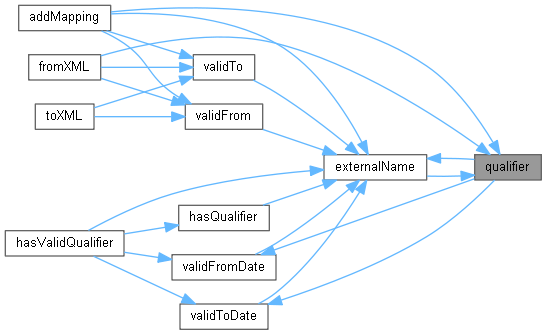 addMapping
fromXML
validTo
toXML
validFrom
externalName
qualifier
hasQualifier
hasValidQualifier
validFromDate
validToDate